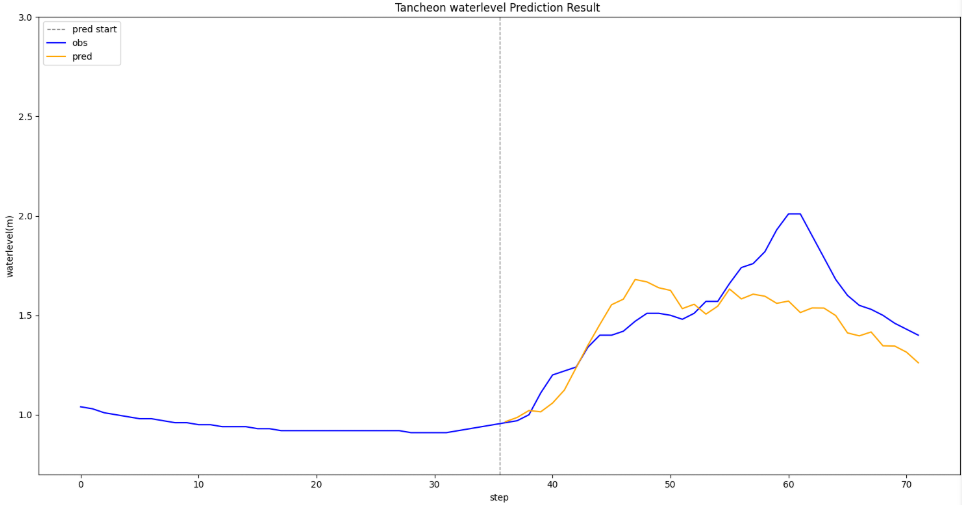 Tancheon waterlevel Prediction Result
pred start
obs
pred
waterlevel(m)
3.0
2.5
2.0
1.5
1.0
0
10
20
30
40
50
60
70
step